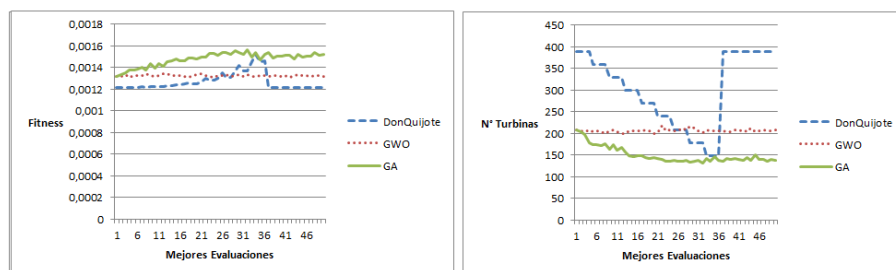 0,0018
0,0016
0,0014
0,0012
0,001
0,0008
0,0006
0,0004
0,0002
0
Fitness
1 6 11 16 21 26 31 36 41 46
Mejores Evaluaciones
DonQuijote
GWO
GA
450
400
350
300
250
200
150
100
50
0
N° Turbinas
1 6 11 16 21 26 31 36 41 46
Mejores Evaluaciones
DonQuijote
GWO
GA